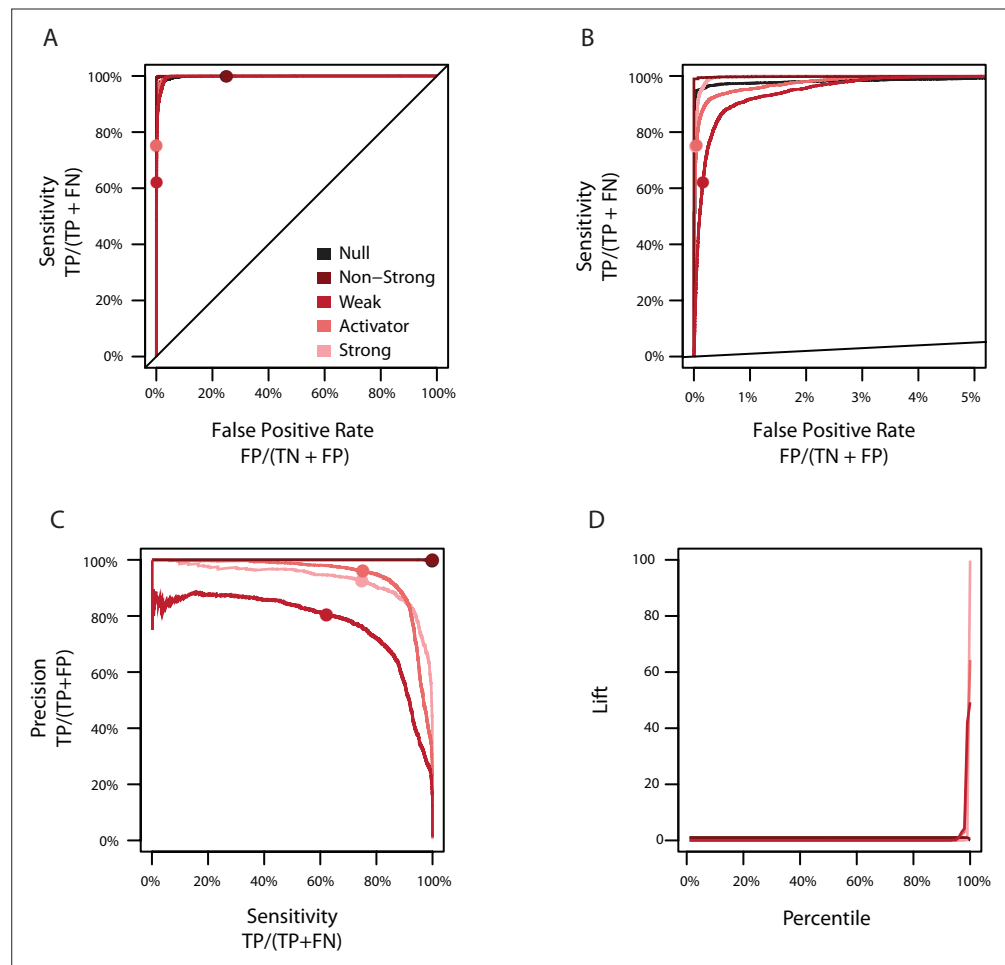 A
100%
80%
60%
40%
20%
0%
Sensitivity
TP/(TP + FN)
Null
Non−Strong
Weak
Activator
Strong
0% 20% 40% 60% 80% 100%
False Positive Rate
FP/(TN + FP)
B
100%
80%
60%
40%
20%
0%
Sensitivity
TP/(TP + FN)
0% 1% 2% 3% 4% 5%
False Positive Rate
FP/(TN + FP)
C
100%
80%
60%
40%
20%
0%
Precision
TP/(TP+FP)
0% 20% 40% 60% 80% 100%
Sensitivity
TP/(TP+FN)
D
100
80
60
40
20
0
Lift
0% 20% 40% 60% 80% 100%
Percentile